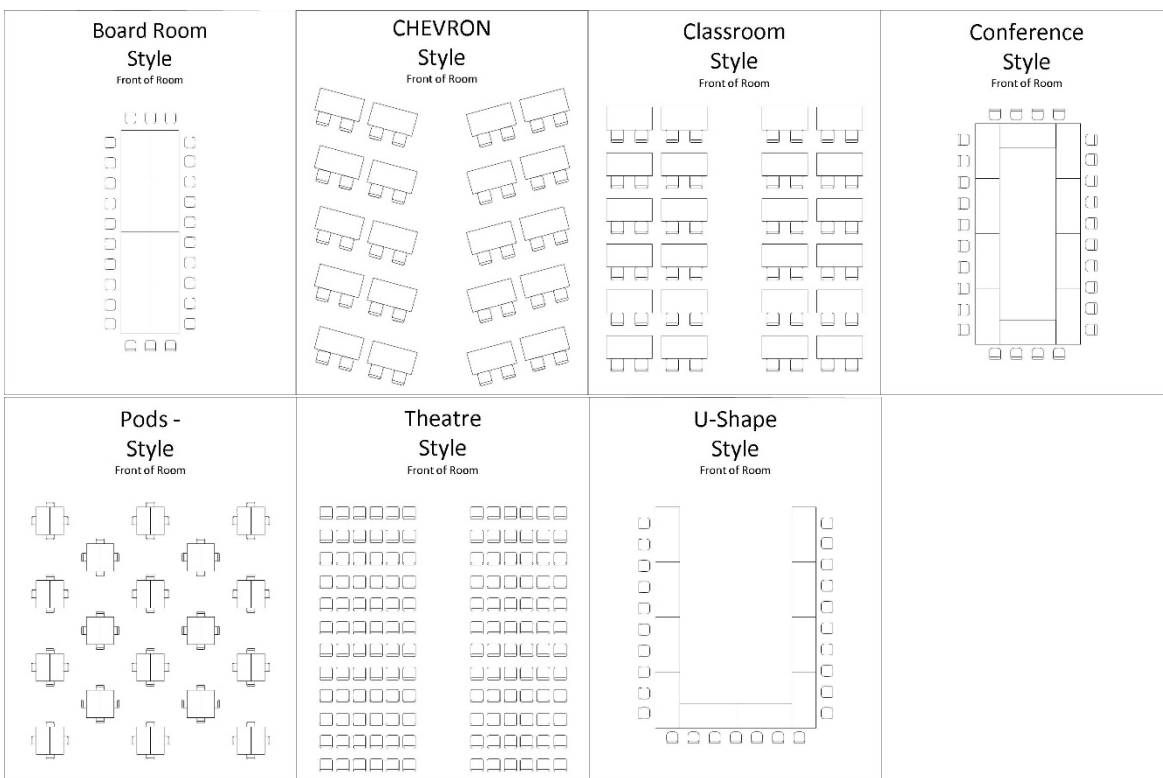 Board Room
Style
Front of Room
CHEVRON
Style
Front of Room
Classroom
Style
Front of Room
Conference
Style
Front of Room
Pods -
Style
Front of Room
Theatre
Style
Front of Room
U-Shape
Style
Front of Room